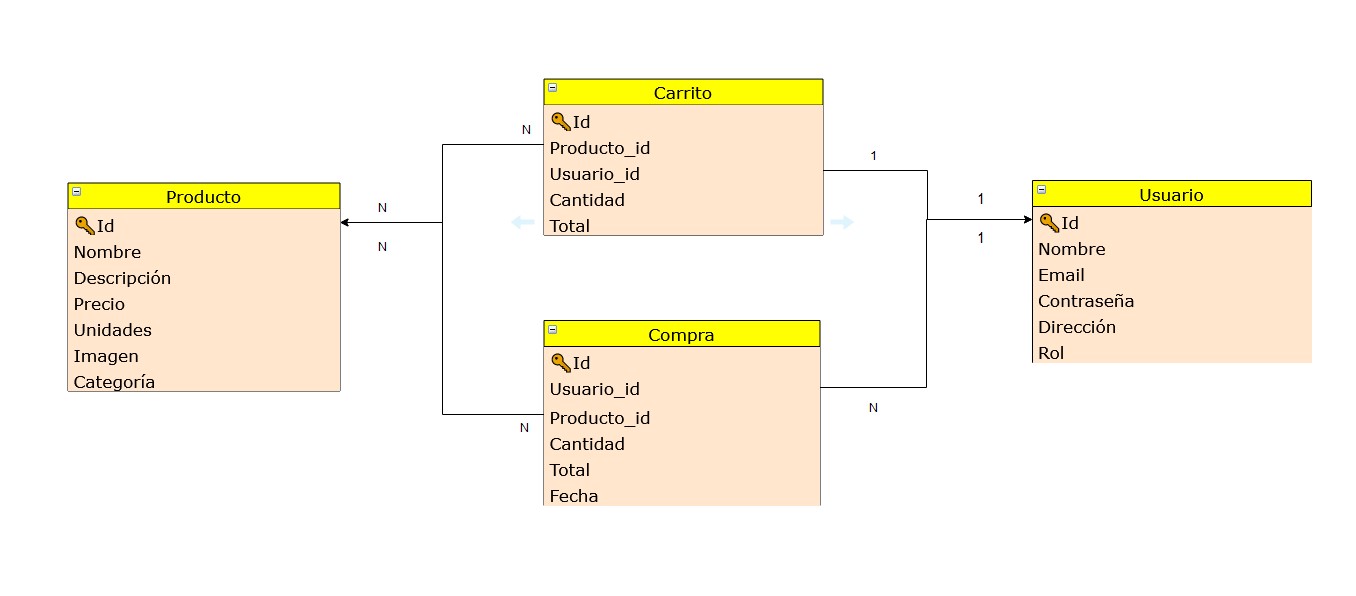 Carrito
Id
Producto_id
Usuario_id
Cantidad
Total
N
1
Producto
Id
Nombre
Descripción
Precio
Unidades
Imagen
Categoría
N
N
1
1
Usuario
Id
Nombre
Email
Contraseña
Dirección
Rol
Compra
Id
Usuario_id
Producto_id
Cantidad
Total
Fecha
N
N